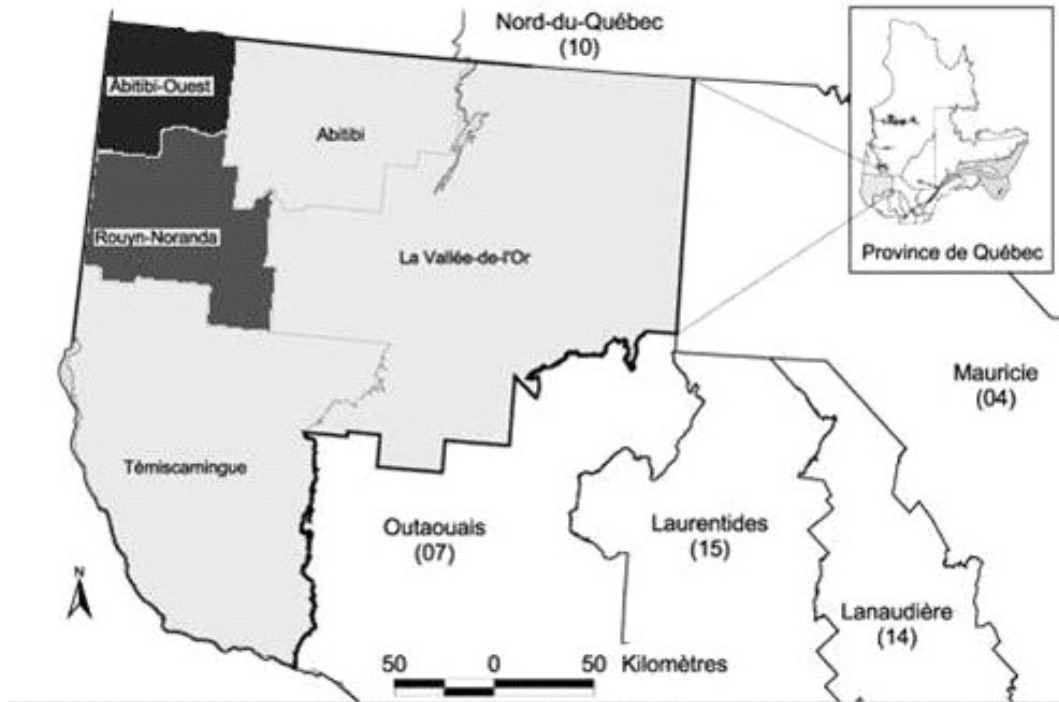 Nord-du-Québec
(10)
Abitibi-Ouest
Abitibi
Rouyn-Noranda
La Vallée-de-l'Or
Province de Québec
Mauricie
(04)
Témiscamingue
Outaouais
(07)
Laurentides
(15)
Lanaudière
(14)
N
50 0 50 Kilomètres